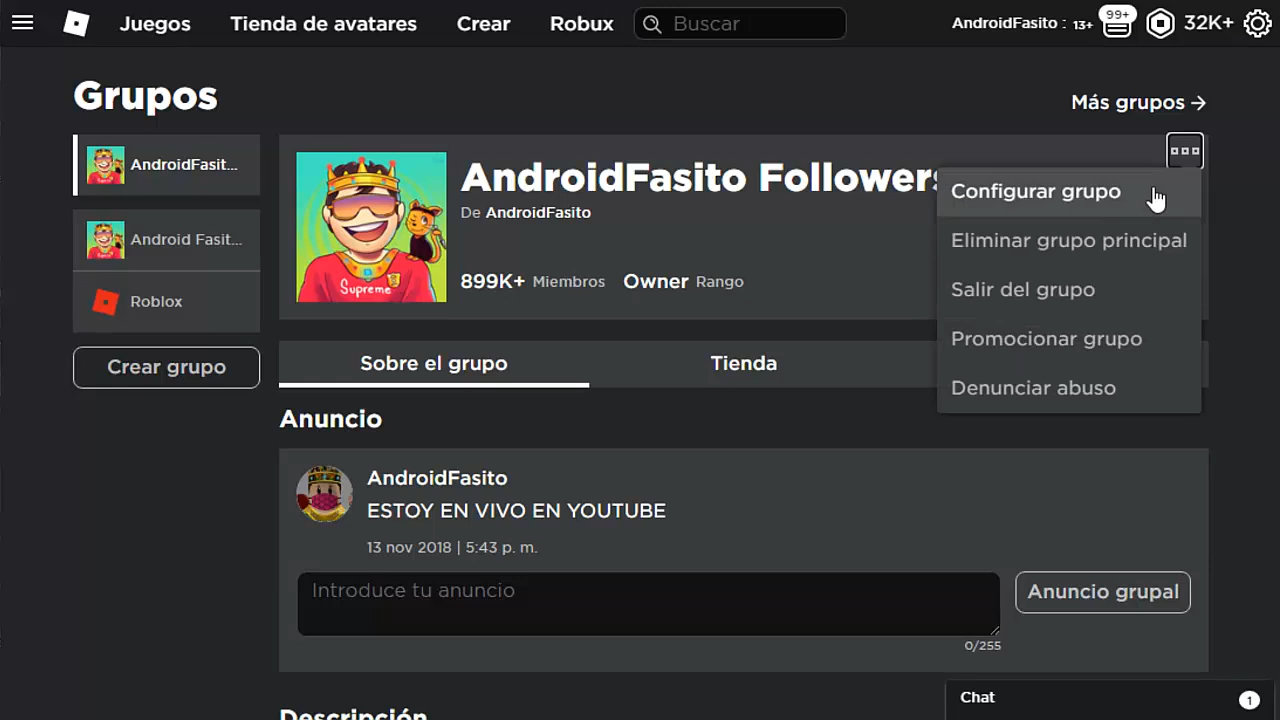 Juegos Tienda de avatares Crear Robux Buscar AndroidFasito : 13+ 99+ 32K+
Grupos
Más grupos →
AndroidFasit...
Android Fasit...
Roblox
Crear grupo
AndroidFasito Followers
De AndroidFasito
899K+ Miembros Owner Rango
Supreme
Configurar grupo
Eliminar grupo principal
Salir del grupo
Promocionar grupo
Denunciar abuso
Sobre el grupo Tienda
Anuncio
AndroidFasito
ESTOY EN VIVO EN YOUTUBE
13 nov 2018 | 5:43 p. m.
Introduce tu anuncio
Anuncio grupal
0/255
Descripción
Chat 1